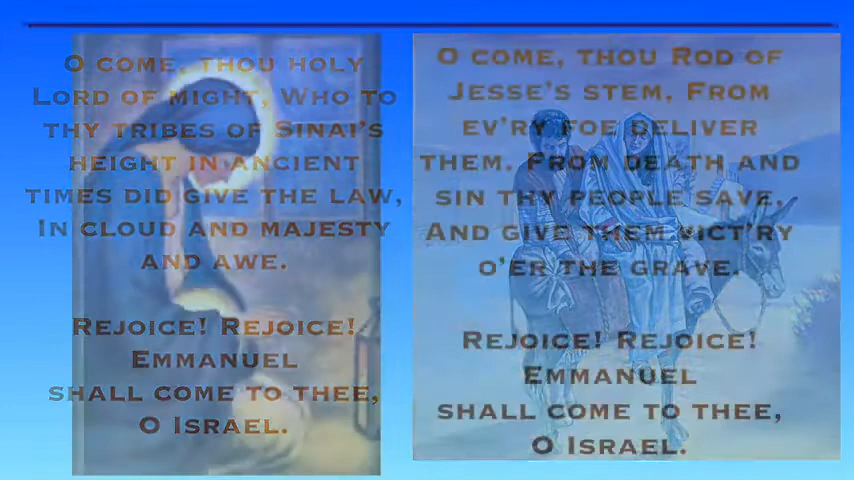 O come, thou holy
Lord of might, Who to
thy tribes of Sinai's
height in ancient
times did give the law,
In cloud and majesty
and awe.
Rejoice! Rejoice!
Emmanuel
shall come to thee,
O Israel.
O come, thou Rod of
Jesse's stem, From
ev'ry foe deliver
them, From death and
sin thy people save,
And give them vict'ry
o'er the grave.
Rejoice! Rejoice!
Emmanuel
shall come to thee,
O Israel.